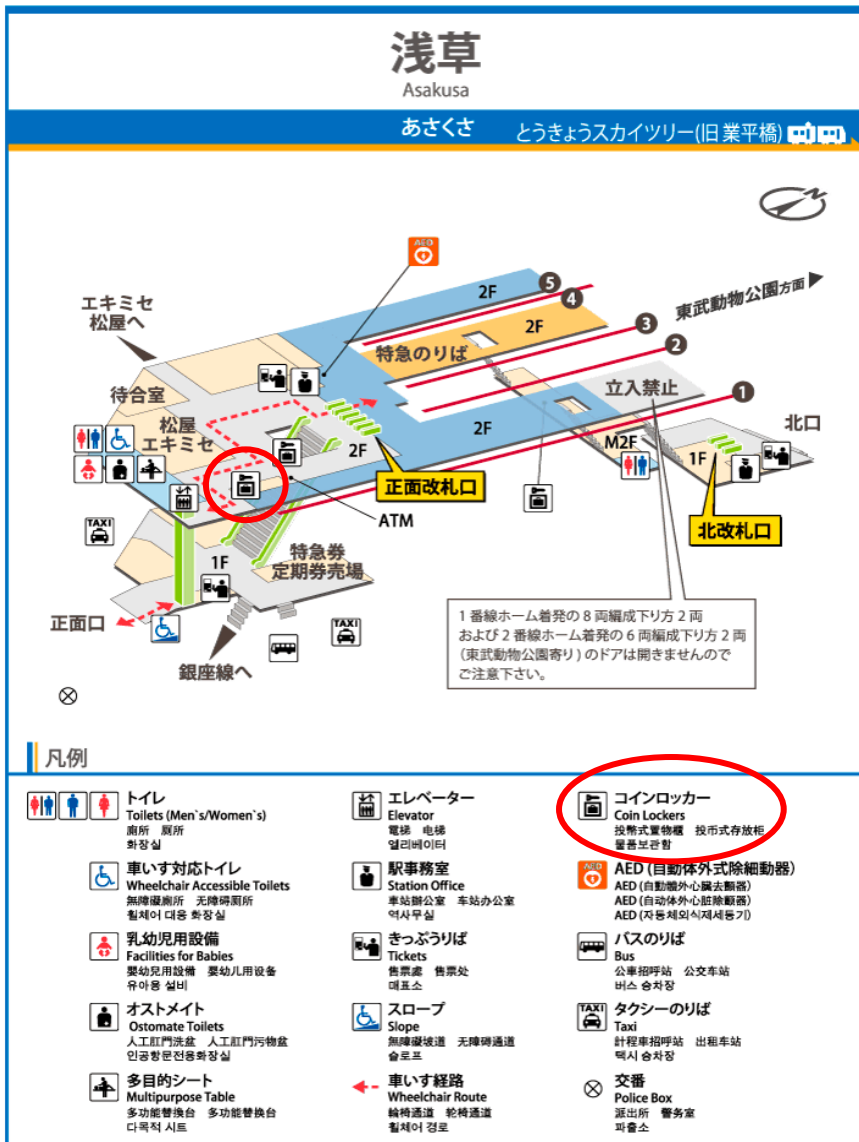 浅草
Asakusa
あさくさ
とうきょうスカイツリー(旧業平橋)
N
AED
エキミセ
松屋へ
2F
5
4
2F
3
東武動物公園方面
特急のりば
2
待合室
立入禁止
1
松屋
エキミセ
2F
北口
2F
M2F
1F
正面改札口
ATM
北改札口
TAXI
1F
特急券
定期券売場
正面口
TAXI
銀座線へ
1番線ホーム着発の8両編成下り方2両
および2番線ホーム着発の6両編成下り方2両
(東武動物公園寄り)のドアは開きませんので
ご注意下さい。
凡例
トイレ
Toilets (Men`s/Women`s)
廁所 厕所
화장실
車いす対応トイレ
Wheelchair Accessible Toilets
無障礙廁所 无障碍厕所
휠체어 대응 화장실
乳幼児用設備
Facilities for Babies
嬰幼兒用設備 婴幼儿用设备
유아용 설비
オストメイト
Ostomate Toilets
人工肛門洗盆 人工肛门污物盆
인공항문전용화장실
多目的シート
Multipurpose Table
多功能替換台 多功能替换台
다목적 시트
エレベーター
Elevator
電梯 电梯
엘리베이터
駅事務室
Station Office
車站辦公室 车站办公室
역사무실
きっぷうりば
Tickets
售票處 售票处
매표소
スロープ
Slope
無障礙坡道 无障碍通道
슬로프
車いす経路
Wheelchair Route
輪椅通道 轮椅通道
휠체어 경로
コインロッカー
Coin Lockers
投幣式置物櫃 投币式存放柜
물품보관함
AED
AED (自動体外式除細動器)
AED (自動體外心臟去顫器)
AED (自动体外心脏除颤器)
AED (자동체외식제세동기)
バスのりば
Bus
公車招呼站 公交车站
버스 승차장
TAXI
タクシーのりば
Taxi
計程車招呼站 出租车站
택시 승차장
交番
Police Box
派出所 警务室
파출소